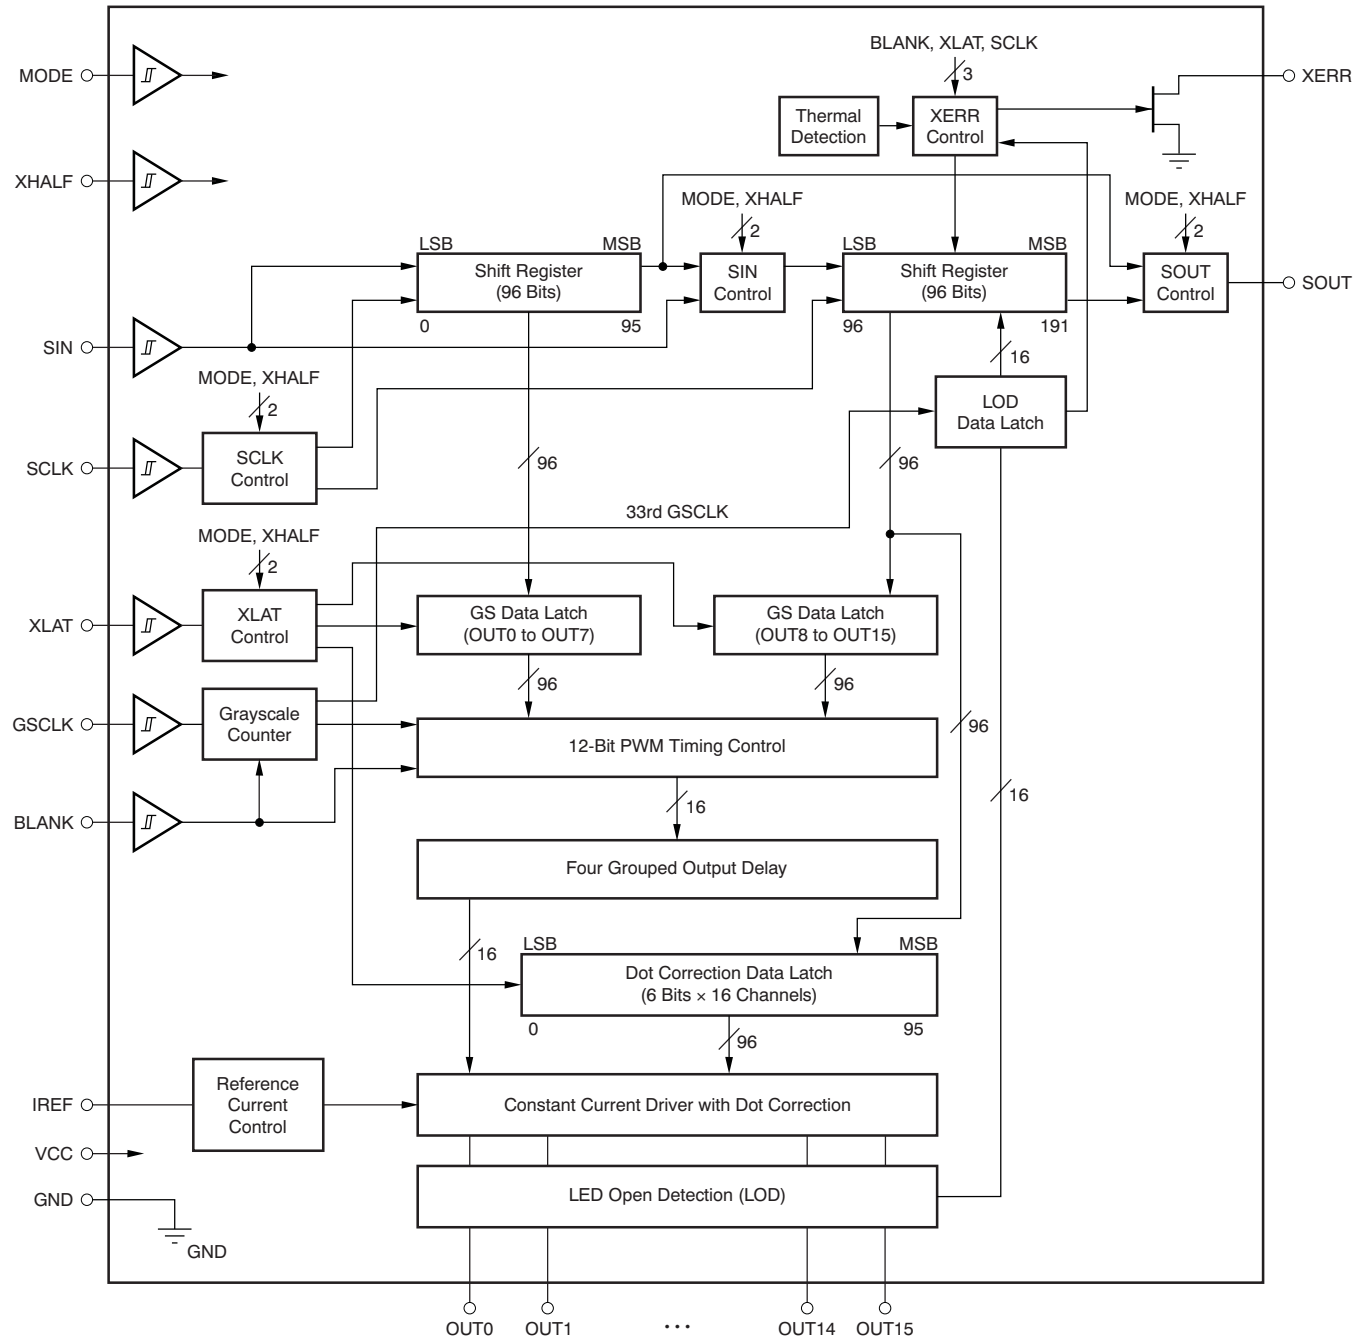 BLANK, XLAT, SCLK
MODE
3
XERR
Thermal
Detection
XERR
Control
XHALF
MODE, XHALF
2
MODE, XHALF
2
LSB
MSB
Shift Register
(96 Bits)
0
95
SIN
Control
LSB
MSB
Shift Register
(96 Bits)
96
191
SOUT
Control
SOUT
SIN
16
MODE, XHALF
2
LOD
Data Latch
SCLK
SCLK
Control
96
96
33rd GSCLK
MODE, XHALF
2
XLAT
XLAT
Control
GS Data Latch
(OUT0 to OUT7)
GS Data Latch
(OUT8 to OUT15)
96
96
GSCLK
Grayscale
Counter
12-Bit PWM Timing Control
96
16
16
BLANK
Four Grouped Output Delay
16
LSB
MSB
Dot Correction Data Latch
(6 Bits × 16 Channels)
0
95
96
IREF
Reference
Current
Control
Constant Current Driver with Dot Correction
VCC
GND
GND
LED Open Detection (LOD)
OUT0
OUT1
...
OUT14
OUT15